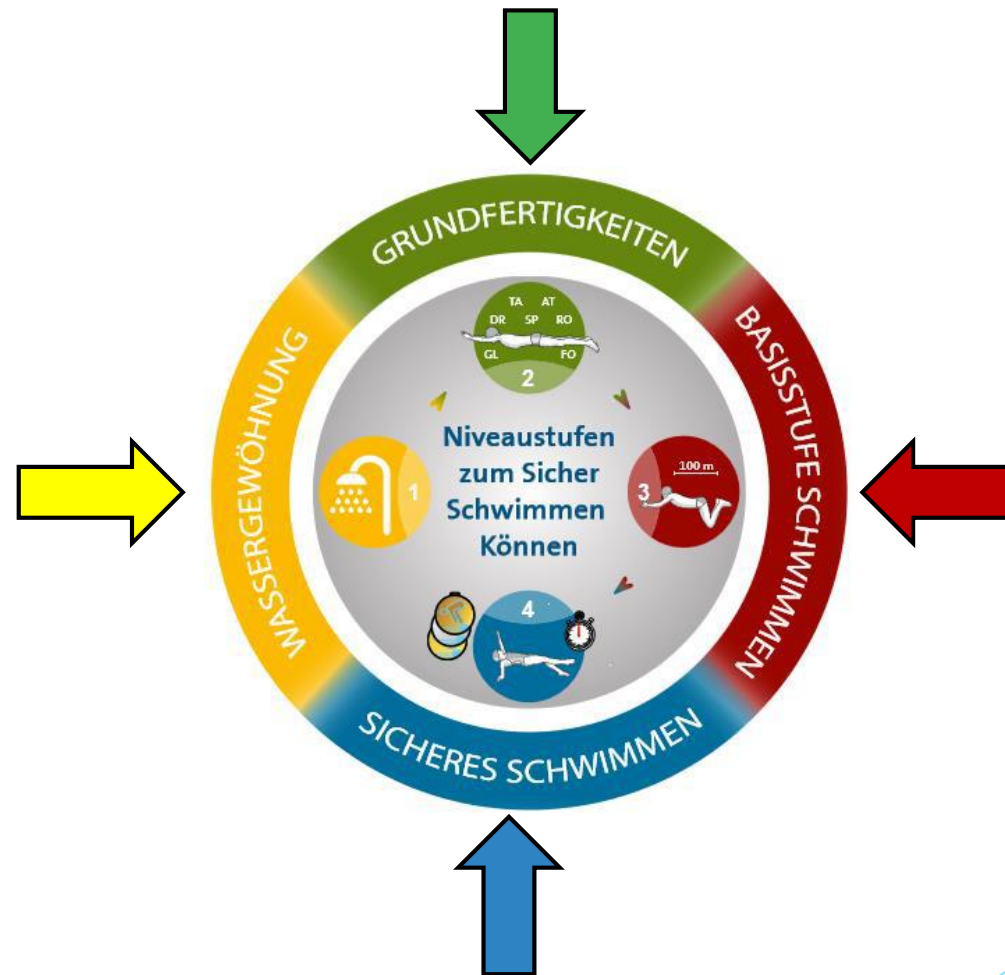 GRUNDFERTIGKEITEN
TA AT
DR SP RO
GL FO
2
WASSERGEWÖHNUNG
1
Niveaustufen
zum Sicher
Schwimmen
Können
100 m
3
BASISSTUFE SCHWIMMEN
4
SICHERES SCHWIMMEN